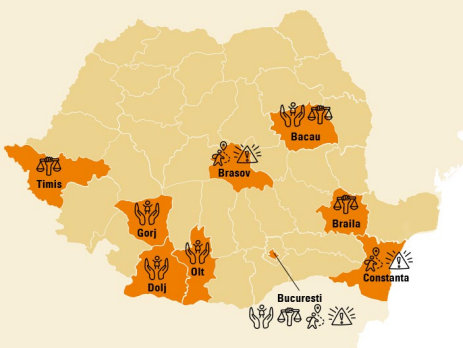 Bacau
Brasov
Timis
Braila
Gorj
Olt
Constanta
Dolj
Bucuresti